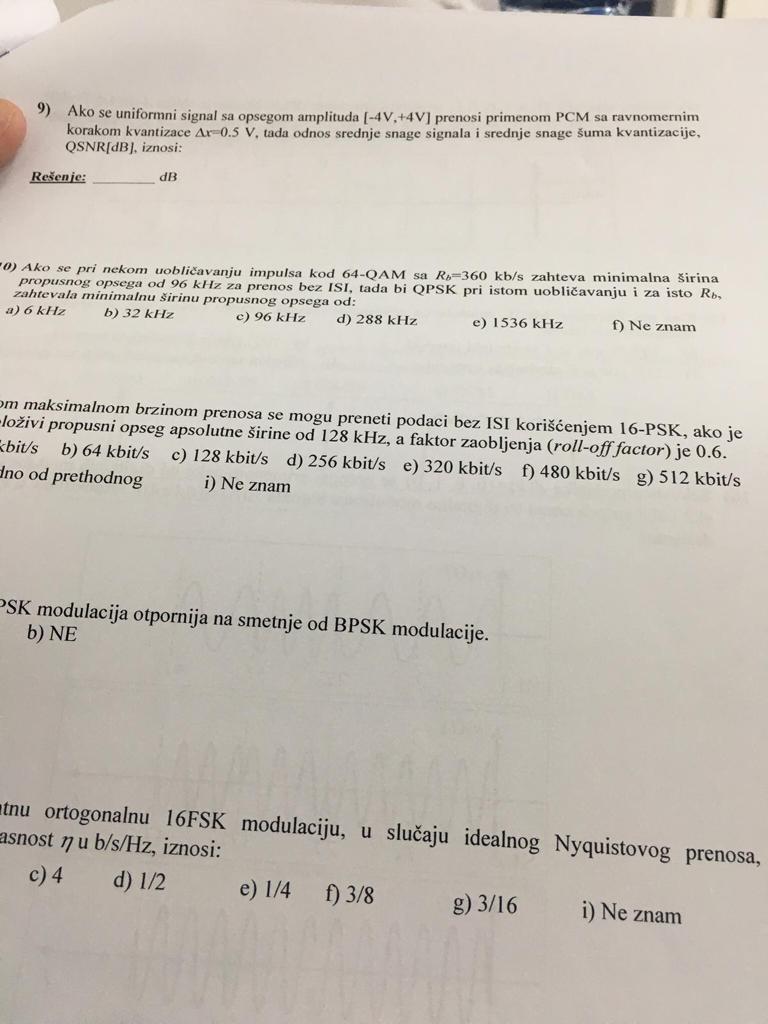 9) Ako se uniformni signal sa opsegom amplituda [-4V,+4V] prenosi primenom PCM sa ravnomernim
korakom kvantizace Δx=0.5 V, tada odnos srednje snage signala i srednje snage šuma kvantizacije,
QSNR[dB], iznosi:
Rešenje: ________ dB
0) Ako se pri nekom uobličavanju impulsa kod 64-QAM sa Rb=360 kb/s zahteva minimalna širina
propusnog opsega od 96 kHz za prenos bez ISI, tada bi QPSK pri istom uobličavanju i za isto Rb,
zahtevala minimalnu širinu propusnog opsega od:
a) 6 kHz b) 32 kHz c) 96 kHz d) 288 kHz e) 1536 kHz f) Ne znam
om maksimalnom brzinom prenosa se mogu preneti podaci bez ISI korišćenjem 16-PSK, ako je
loživi propusni opseg apsolutne širine od 128 kHz, a faktor zaobljenja (roll-off factor) je 0.6.
kbit/s b) 64 kbit/s c) 128 kbit/s d) 256 kbit/s e) 320 kbit/s f) 480 kbit/s g) 512 kbit/s
dno od prethodnog i) Ne znam
PSK modulacija otpornija na smetnje od BPSK modulacije.
b) NE
tnu ortogonalnu 16FSK modulaciju, u slučaju idealnog Nyquistovog prenosa,
asnost η u b/s/Hz, iznosi:
c) 4 d) 1/2 e) 1/4 f) 3/8 g) 3/16 i) Ne znam